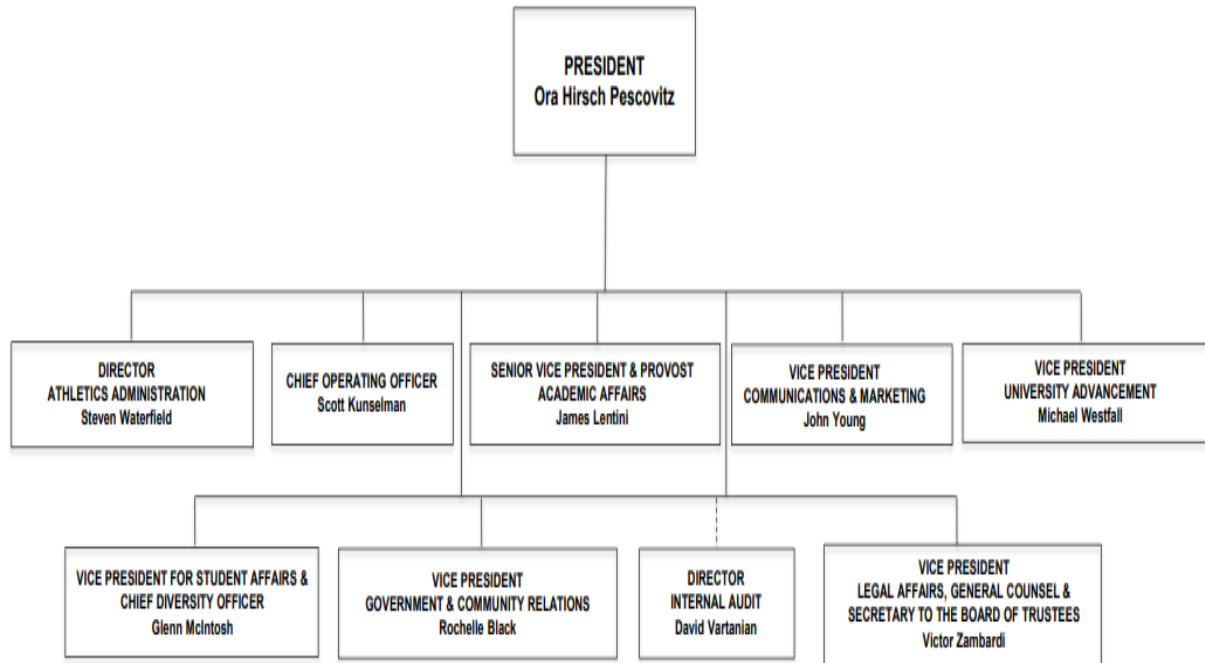 PRESIDENT
Ora Hirsch Pescovitz
DIRECTOR
ATHLETICS ADMINISTRATION
Steven Waterfield
CHIEF OPERATING OFFICER
Scott Kunselman
SENIOR VICE PRESIDENT & PROVOST
ACADEMIC AFFAIRS
James Lentini
VICE PRESIDENT
COMMUNICATIONS & MARKETING
John Young
VICE PRESIDENT
UNIVERSITY ADVANCEMENT
Michael Westfall
VICE PRESIDENT FOR STUDENT AFFAIRS &
CHIEF DIVERSITY OFFICER
Glenn McIntosh
VICE PRESIDENT
GOVERNMENT & COMMUNITY RELATIONS
Rochelle Black
DIRECTOR
INTERNAL AUDIT
David Vartanian
VICE PRESIDENT
LEGAL AFFAIRS, GENERAL COUNSEL &
SECRETARY TO THE BOARD OF TRUSTEES
Victor Zambardi